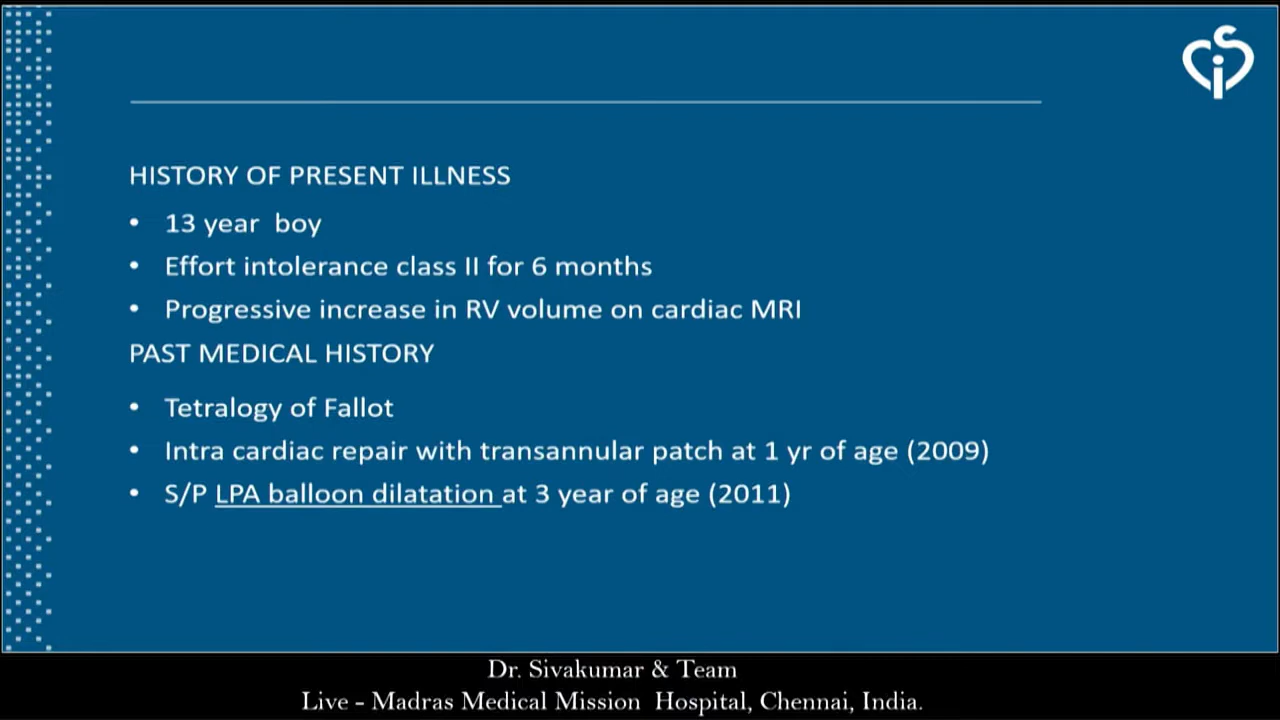 HISTORY OF PRESENT ILLNESS
• 13 year boy
• Effort intolerance class II for 6 months
• Progressive increase in RV volume on cardiac MRI
PAST MEDICAL HISTORY
• Tetralogy of Fallot
• Intra cardiac repair with transannular patch at 1 yr of age (2009)
• S/P LPA balloon dilatation at 3 year of age (2011)
Dr. Sivakumar & Team
Live - Madras Medical Mission Hospital, Chennai, India.